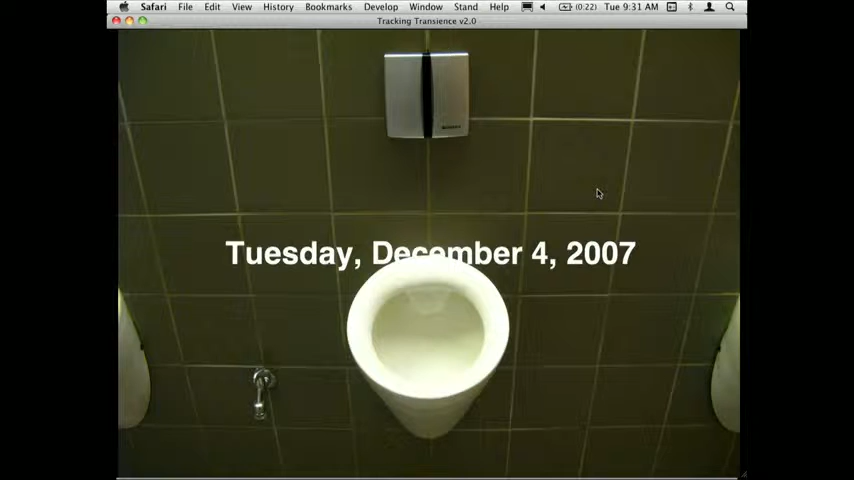 Safari File Edit View History Bookmarks Develop Window Stand Help (0:22) Tue 9:31 AM
Tracking Transience v2.0
Tuesday, December 4, 2007